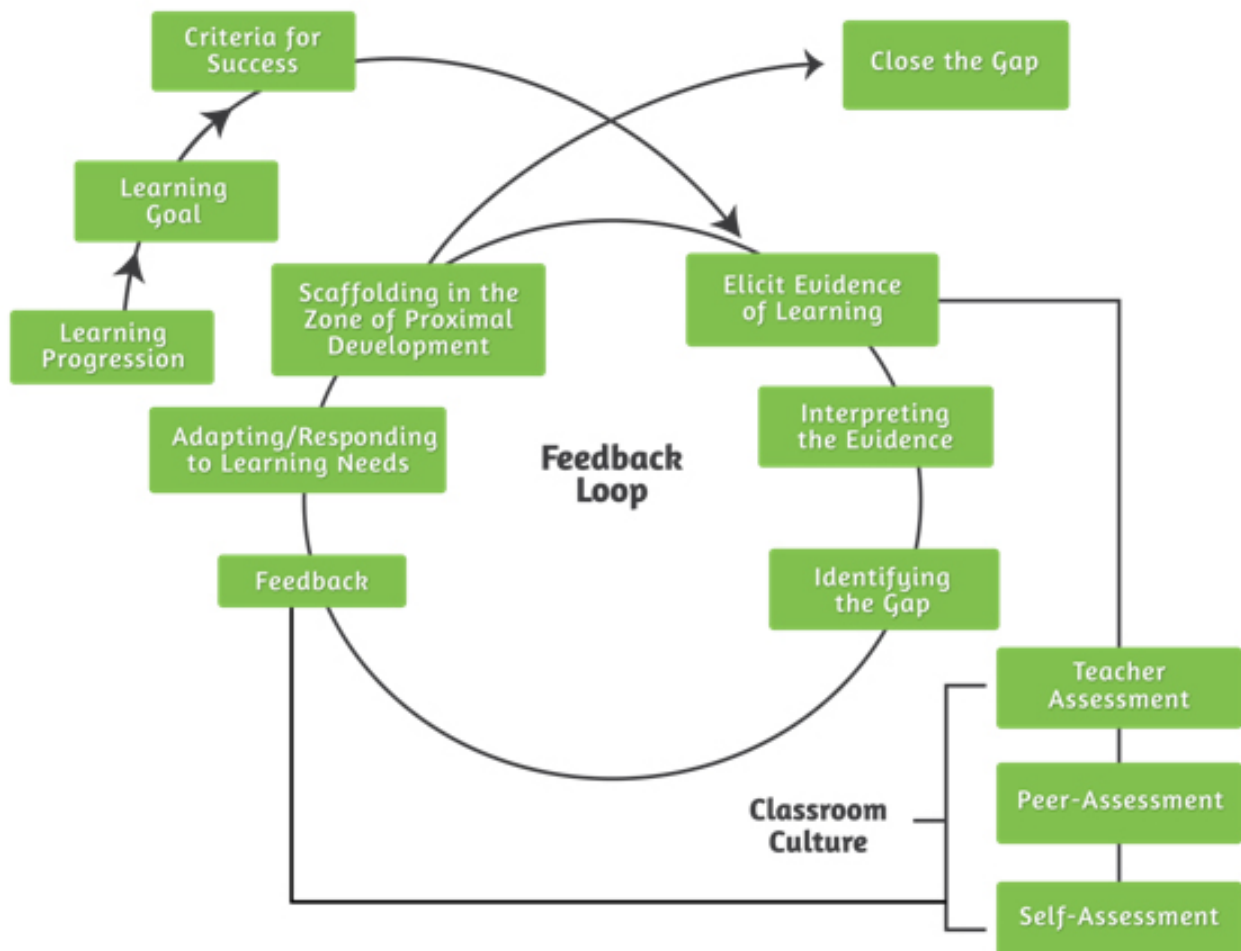 Criteria for
Success
Close the Gap
Learning
Goal
Learning
Progression
Scaffolding in the
Zone of Proximal
Development
Elicit Evidence
of Learning
Adapting/Responding
to Learning Needs
Interpreting
the Evidence
Feedback
Loop
Feedback
Identifying
the Gap
Teacher
Assessment
Classroom
Culture
Peer-Assessment
Self-Assessment